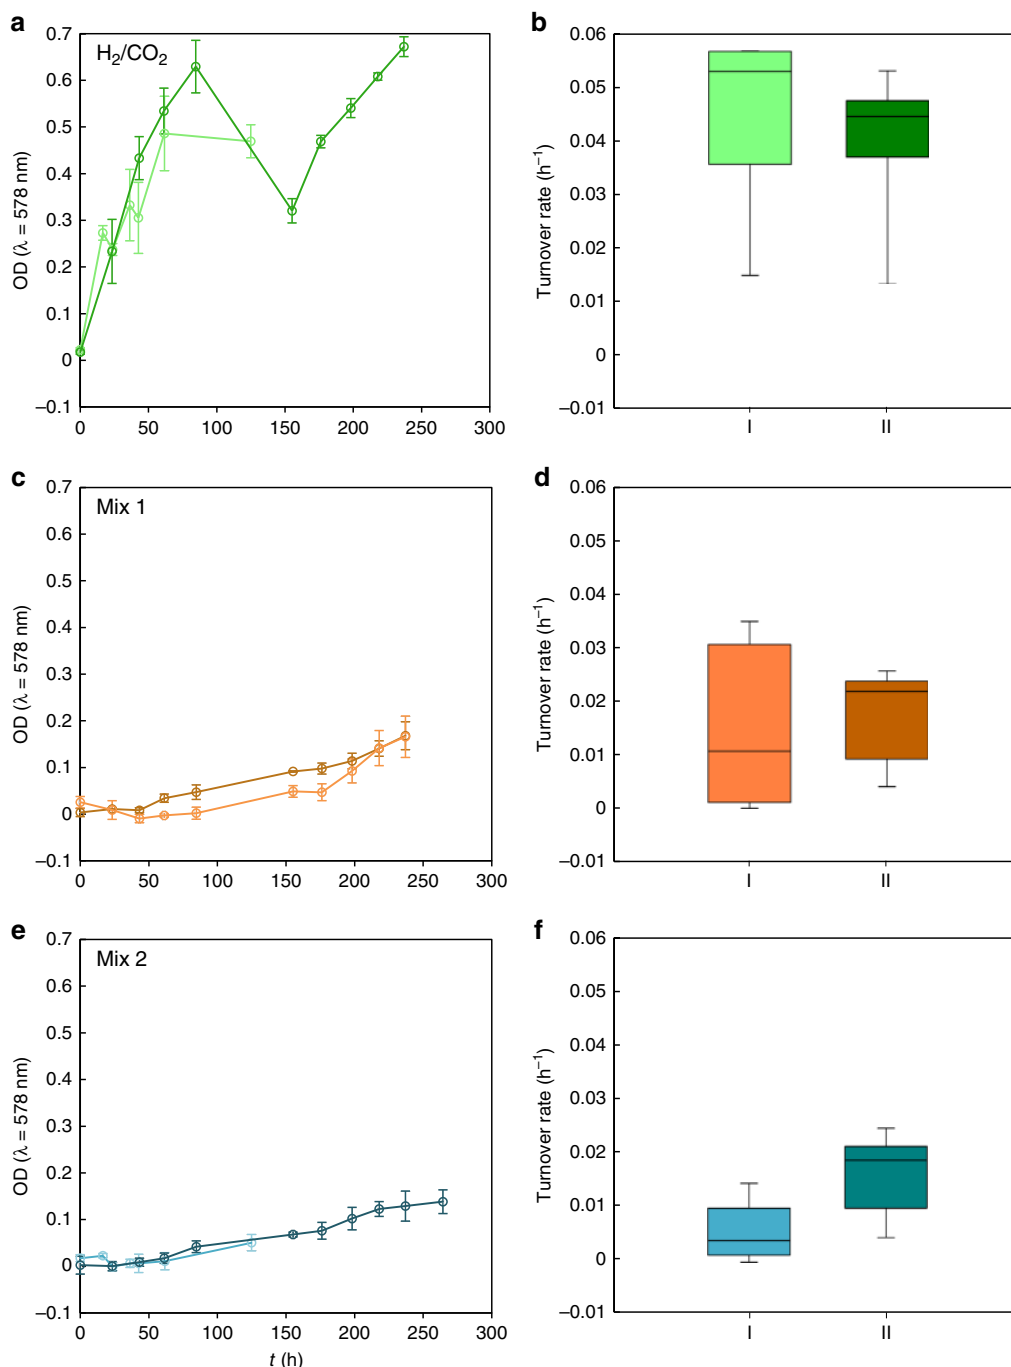 a
H₂/CO₂
OD (λ = 578 nm)
0.7
0.6
0.5
0.4
0.3
0.2
0.1
0
–0.1
0 50 100 150 200 250 300
b
Turnover rate (h⁻¹)
0.06
0.05
0.04
0.03
0.02
0.01
0
–0.01
I II
c
Mix 1
OD (λ = 578 nm)
0.7
0.6
0.5
0.4
0.3
0.2
0.1
0
–0.1
0 50 100 150 200 250 300
d
Turnover rate (h⁻¹)
0.06
0.05
0.04
0.03
0.02
0.01
0
–0.01
I II
e
Mix 2
OD (λ = 578 nm)
0.7
0.6
0.5
0.4
0.3
0.2
0.1
0
–0.1
0 50 100 150 200 250 300
t (h)
f
Turnover rate (h⁻¹)
0.06
0.05
0.04
0.03
0.02
0.01
0
–0.01
I II